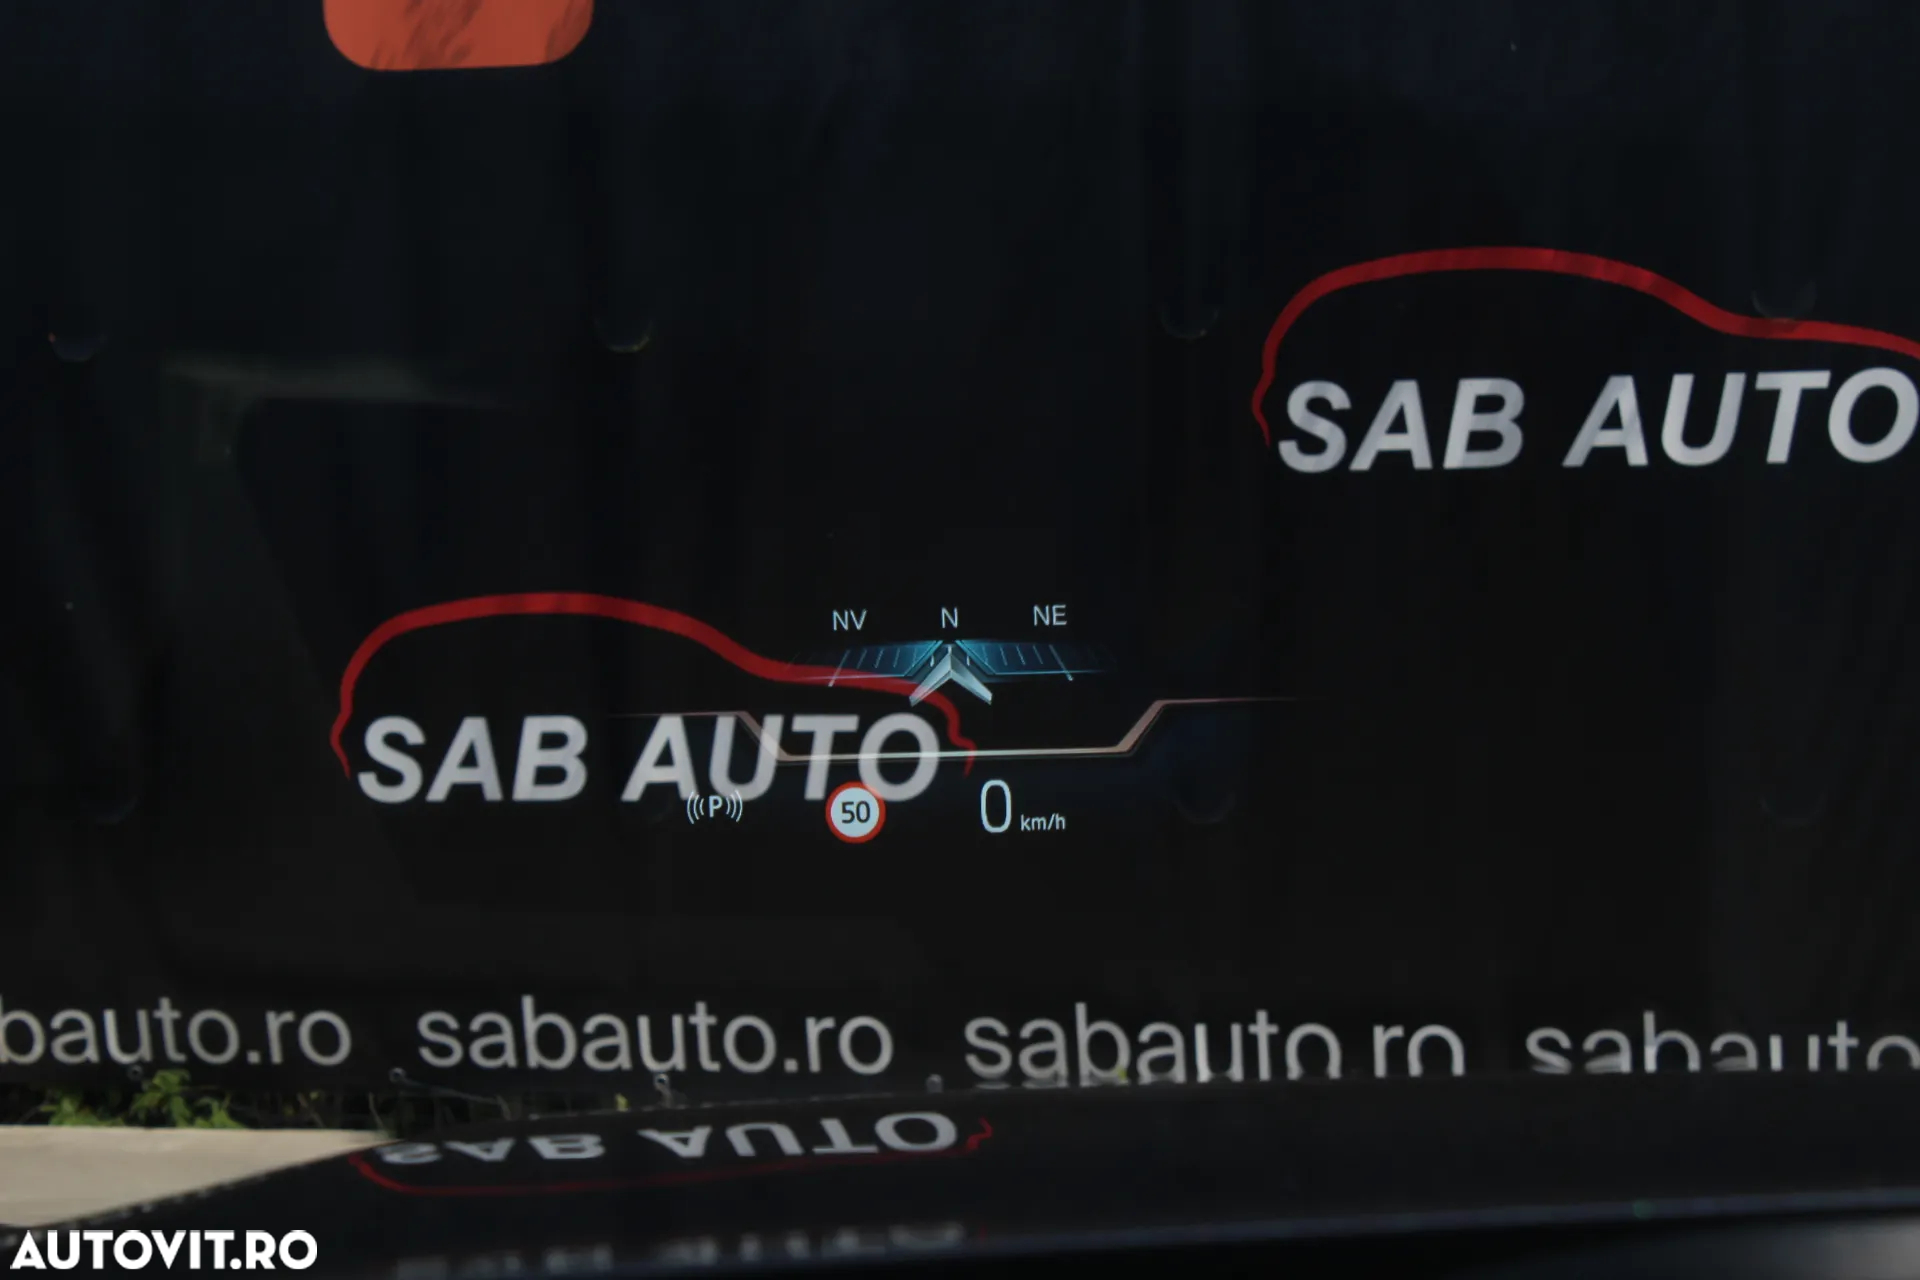 SAB AUTO
NV N NE
SAB AUTO
P 50 0 km/h
bauto.ro sabauto.ro sabauto.ro sabauto
SAB AUTO
AUTOVIT.RO